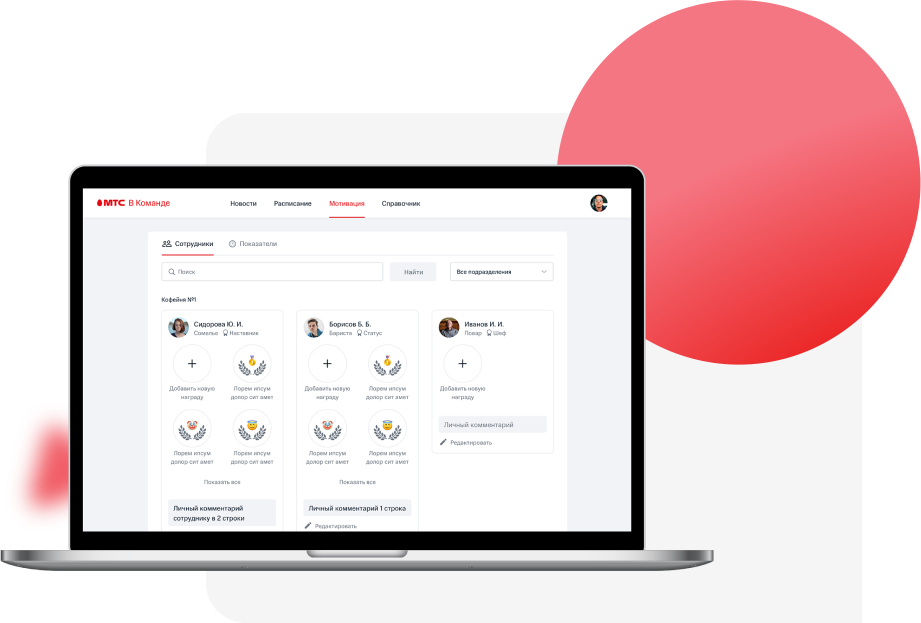 МТС В Команде
Новости Расписание Мотивация Справочник
Сотрудники Показатели
Поиск Найти Все подразделения
Кофейня №1
Сидорова Ю. И.
Сомелье Наставник
Добавить новую
награду
Лорем ипсум
долор сит амет
Лорем ипсум
долор сит амет
Лорем ипсум
долор сит амет
Показать все
Личный комментарий
сотруднику в 2 строки
Борисов Б. Б.
Бариста Статус
Добавить новую
награду
Лорем ипсум
долор сит амет
Лорем ипсум
долор сит амет
Лорем ипсум
долор сит амет
Показать все
Личный комментарий 1 строка
Редактировать
Иванов И. И.
Повар Шеф
Добавить новую
награду
Личный комментарий
Редактировать